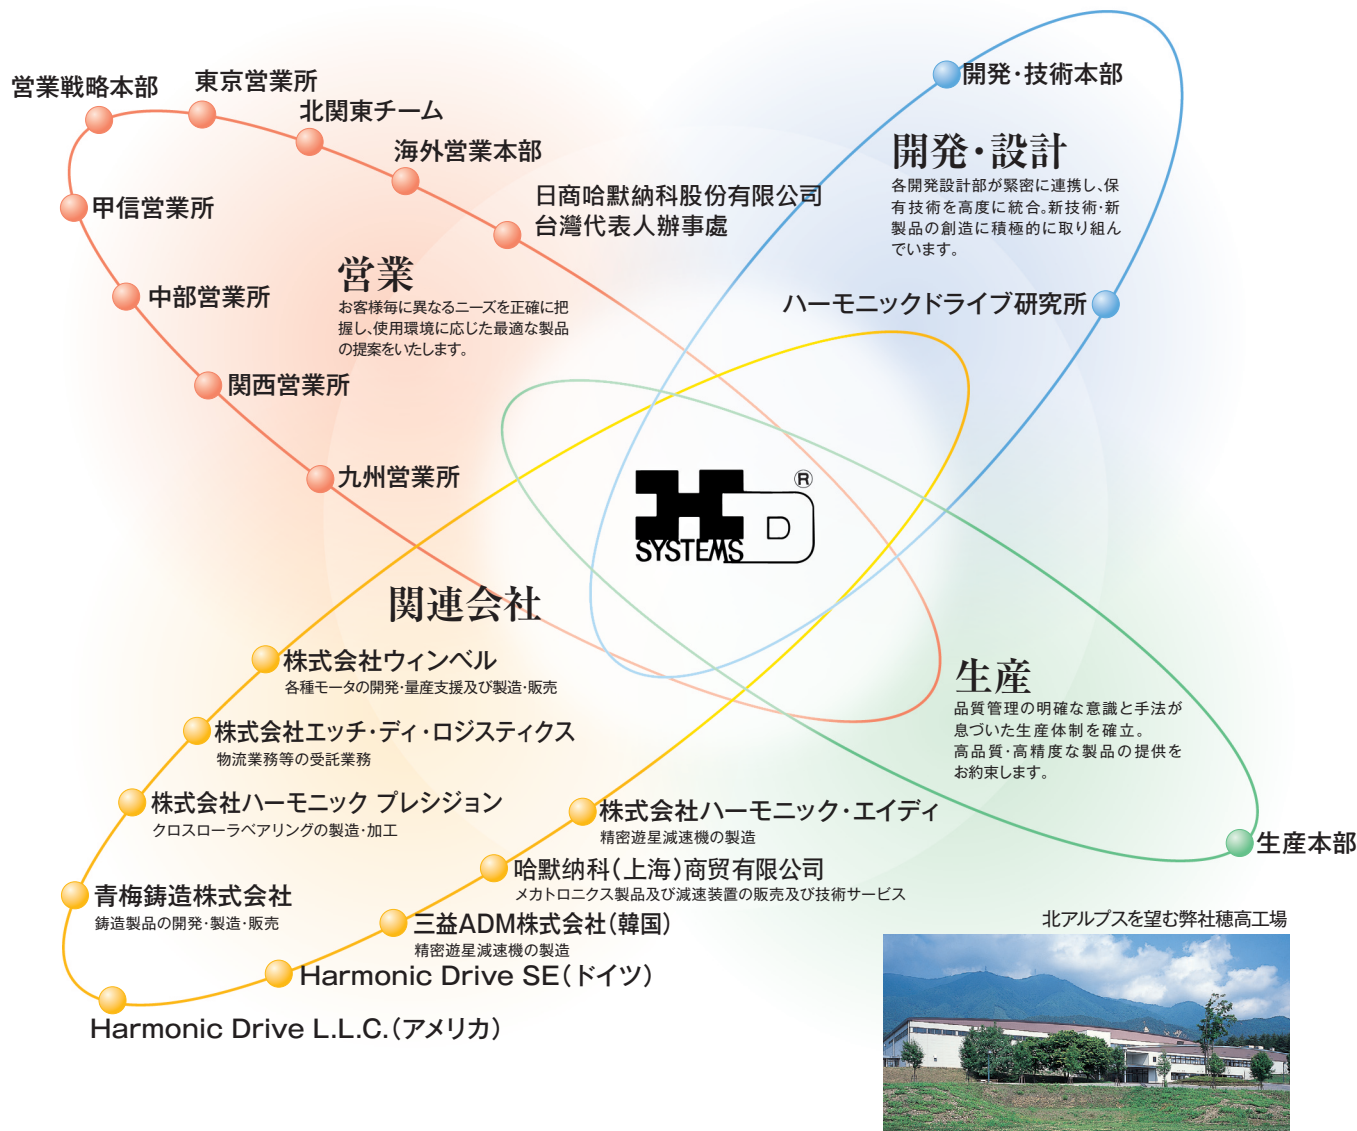 営業戦略本部
東京営業所
北関東チーム
海外営業本部
日商哈默納科股份有限公司
台灣代表人辦事處
甲信営業所
中部営業所
関西営業所
九州営業所
営業
お客様毎に異なるニーズを正確に把
握し、使用環境に応じた最適な製品
の提案をいたします。
開発・技術本部
開発・設計
各開発設計部が緊密に連携し、保
有技術を高度に統合。新技術・新
製品の創造に積極的に取り組ん
でいます。
ハーモニックドライブ研究所
HD
®
SYSTEMS
関連会社
株式会社ウィンベル
各種モータの開発・量産支援及び製造・販売
株式会社エッチ・ディ・ロジスティクス
物流業務等の受託業務
株式会社ハーモニック プレシジョン
クロスローラベアリングの製造・加工
青梅鋳造株式会社
鋳造製品の開発・製造・販売
Harmonic Drive L.L.C.（アメリカ）
Harmonic Drive SE（ドイツ）
三益ADM株式会社（韓国）
精密遊星減速機の製造
哈默纳科（上海）商贸有限公司
メカトロニクス製品及び減速装置の販売及び技術サービス
株式会社ハーモニック・エイディ
精密遊星減速機の製造
生産
品質管理の明確な意識と手法が
息づいた生産体制を確立。
高品質・高精度な製品の提供を
お約束します。
生産本部
北アルプスを望む弊社穂高工場